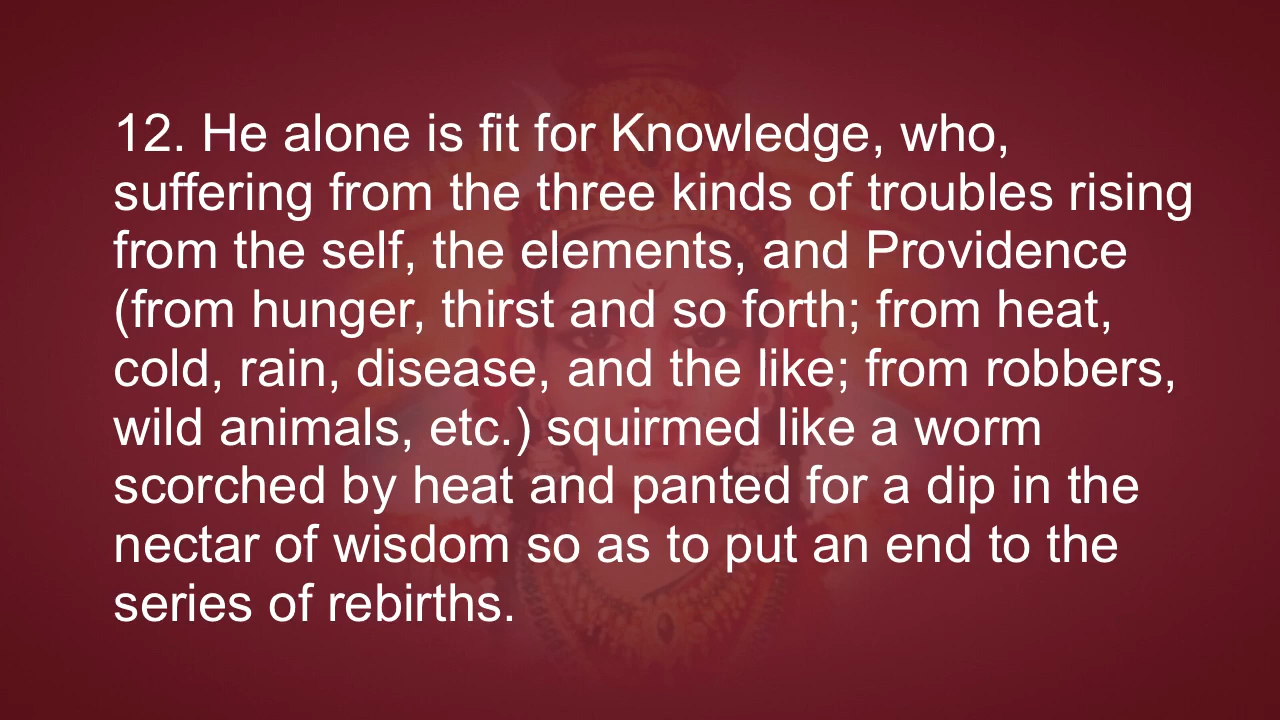 12. He alone is fit for Knowledge, who,
suffering from the three kinds of troubles rising
from the self, the elements, and Providence
(from hunger, thirst and so forth; from heat,
cold, rain, disease, and the like; from robbers,
wild animals, etc.) squirmed like a worm
scorched by heat and panted for a dip in the
nectar of wisdom so as to put an end to the
series of rebirths.